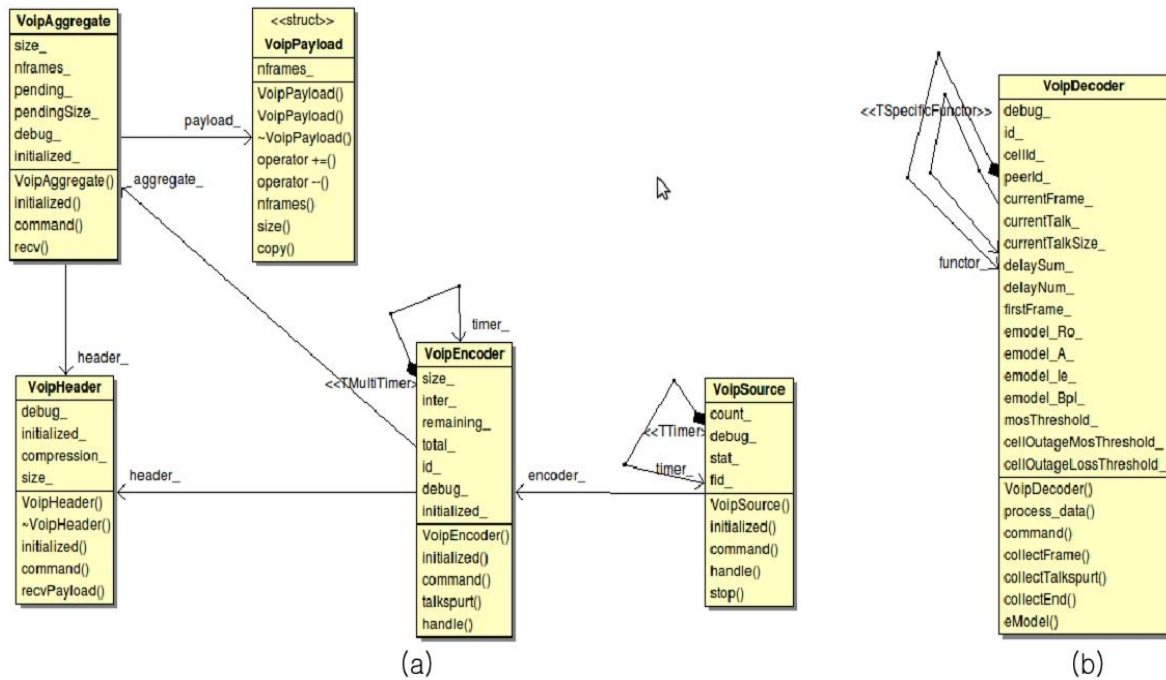 VoipAggregate
size_
nframes_
pending_
pendingSize_
debug_
initialized_
VoipAggregate()
initialized()
command()
recv()
payload_
<<struct>>
VoipPayload
nframes_
VoipPayload()
VoipPayload()
~VoipPayload()
operator +=()
operator --()
nframes()
size()
copy()
_aggregate_
header_
VoipHeader
debug_
initialized_
compression_
size_
VoipHeader()
~VoipHeader()
initialized()
command()
recvPayload()
header_
timer_
<<TMultiTimer>
VoipEncoder
size_
inter_
remaining_
total_
id_
debug_
initialized_
VoipEncoder()
initialized()
command()
talkspurt()
handle()
encoder_
<<TTimer>
timer_
VoipSource
count_
debug_
stat_
fid_
VoipSource()
initialized()
command()
handle()
stop()
(a)
<<TSpecificFunctor>>
functor_
VoipDecoder
debug_
id_
cellId_
peerId_
currentFrame_
currentTalk_
currentTalkSize_
delaySum_
delayNum_
firstFrame_
emodel_Ro_
emodel_A_
emodel_Ie_
emodel_Bpl_
mosThreshold_
cellOutageMosThreshold_
cellOutageLossThreshold_
VoipDecoder()
process_data()
command()
collectFrame()
collectTalkspurt()
collectEnd()
eModel()
(b)